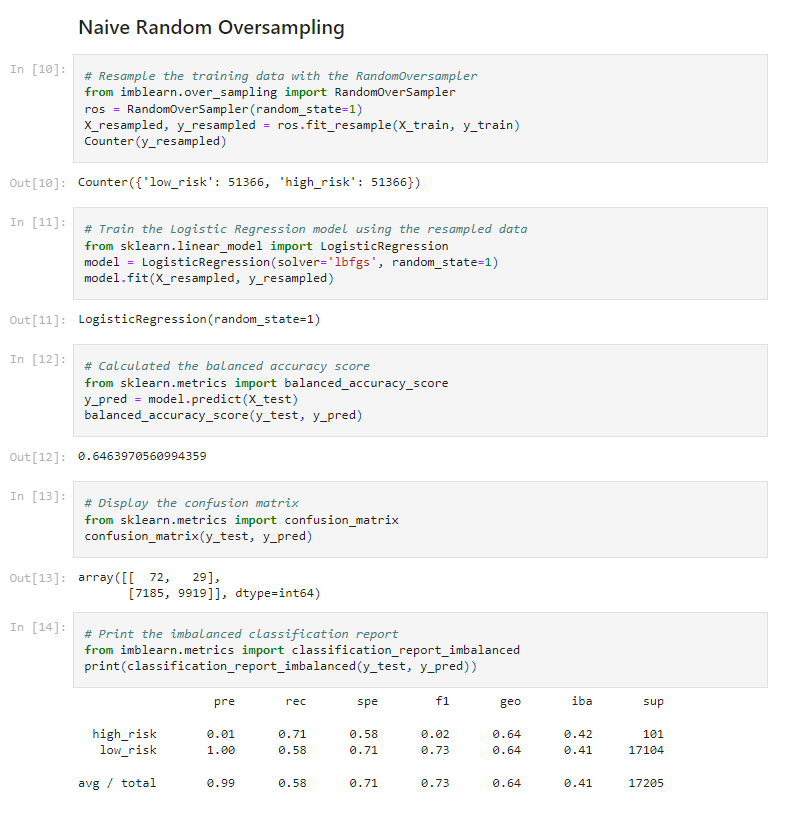 Naive Random Oversampling
In [10]:
# Resample the training data with the RandomOversampler
from imblearn.over_sampling import RandomOverSampler
ros = RandomOverSampler(random_state=1)
X_resampled, y_resampled = ros.fit_resample(X_train, y_train)
Counter(y_resampled)
Out[10]: Counter({'low_risk': 51366, 'high_risk': 51366})
In [11]:
# Train the Logistic Regression model using the resampled data
from sklearn.linear_model import LogisticRegression
model = LogisticRegression(solver='lbfgs', random_state=1)
model.fit(X_resampled, y_resampled)
Out[11]: LogisticRegression(random_state=1)
In [12]:
# Calculated the balanced accuracy score
from sklearn.metrics import balanced_accuracy_score
y_pred = model.predict(X_test)
balanced_accuracy_score(y_test, y_pred)
Out[12]: 0.6463970560994359
In [13]:
# Display the confusion matrix
from sklearn.metrics import confusion_matrix
confusion_matrix(y_test, y_pred)
Out[13]: array([[  72,   29],
       [7185, 9919]], dtype=int64)
In [14]:
# Print the imbalanced classification report
from imblearn.metrics import classification_report_imbalanced
print(classification_report_imbalanced(y_test, y_pred))
pre rec spe f1 geo iba sup
high_risk 0.01 0.71 0.58 0.02 0.64 0.42 101
low_risk 1.00 0.58 0.71 0.73 0.64 0.41 17104
avg / total 0.99 0.58 0.71 0.73 0.64 0.41 17205